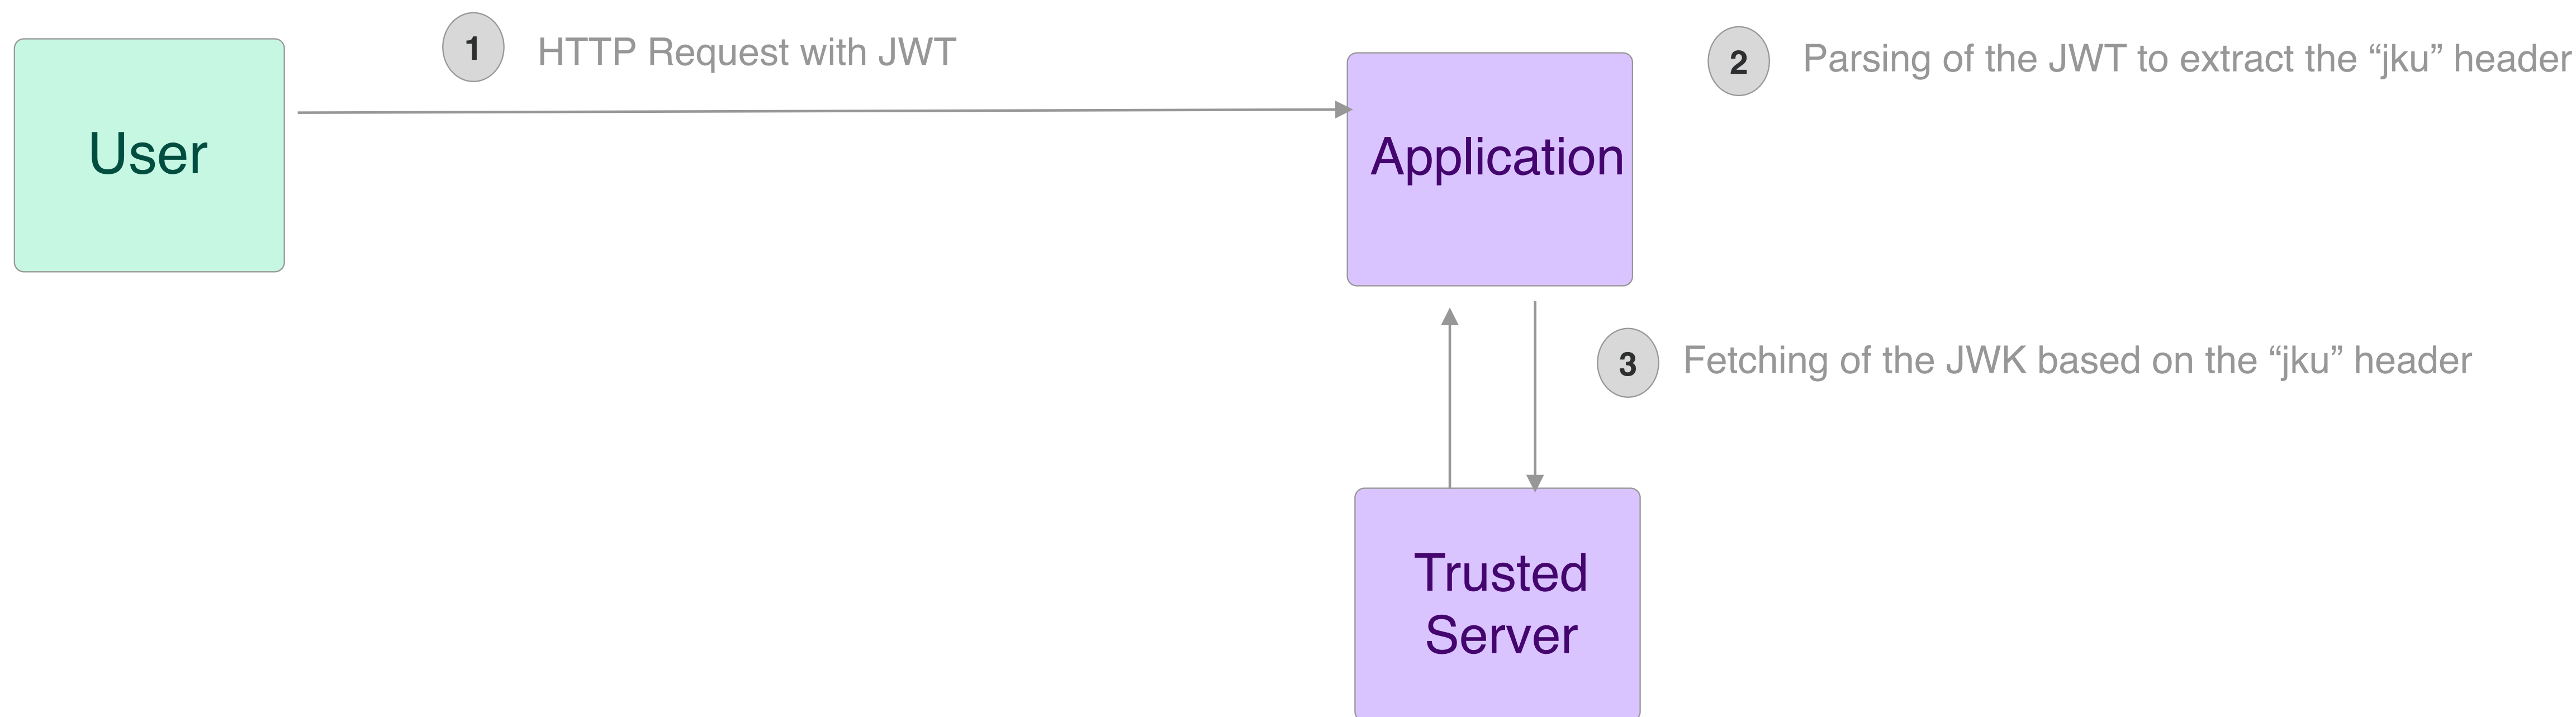 1
HTTP Request with JWT
2
Parsing of the JWT to extract the “jku” header
User
Application
3
Fetching of the JWK based on the “jku” header
Trusted
Server